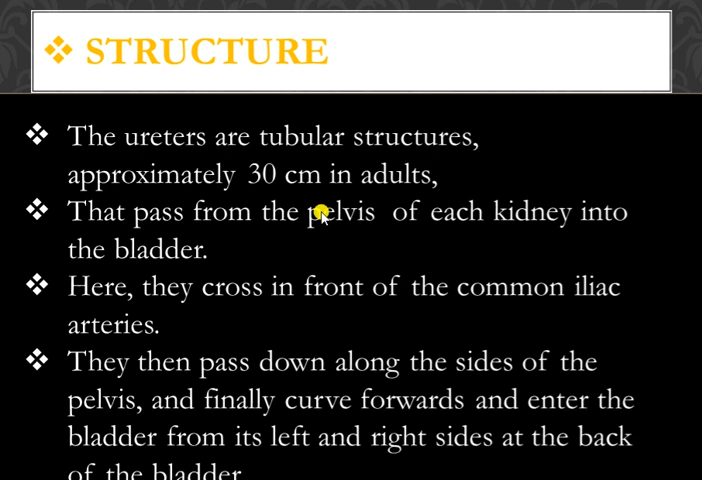 ❖ STRUCTURE
❖ The ureters are tubular structures,
approximately 30 cm in adults,
❖ That pass from the pelvis of each kidney into
the bladder.
❖ Here, they cross in front of the common iliac
arteries.
❖ They then pass down along the sides of the
pelvis, and finally curve forwards and enter the
bladder from its left and right sides at the back
of the bladder